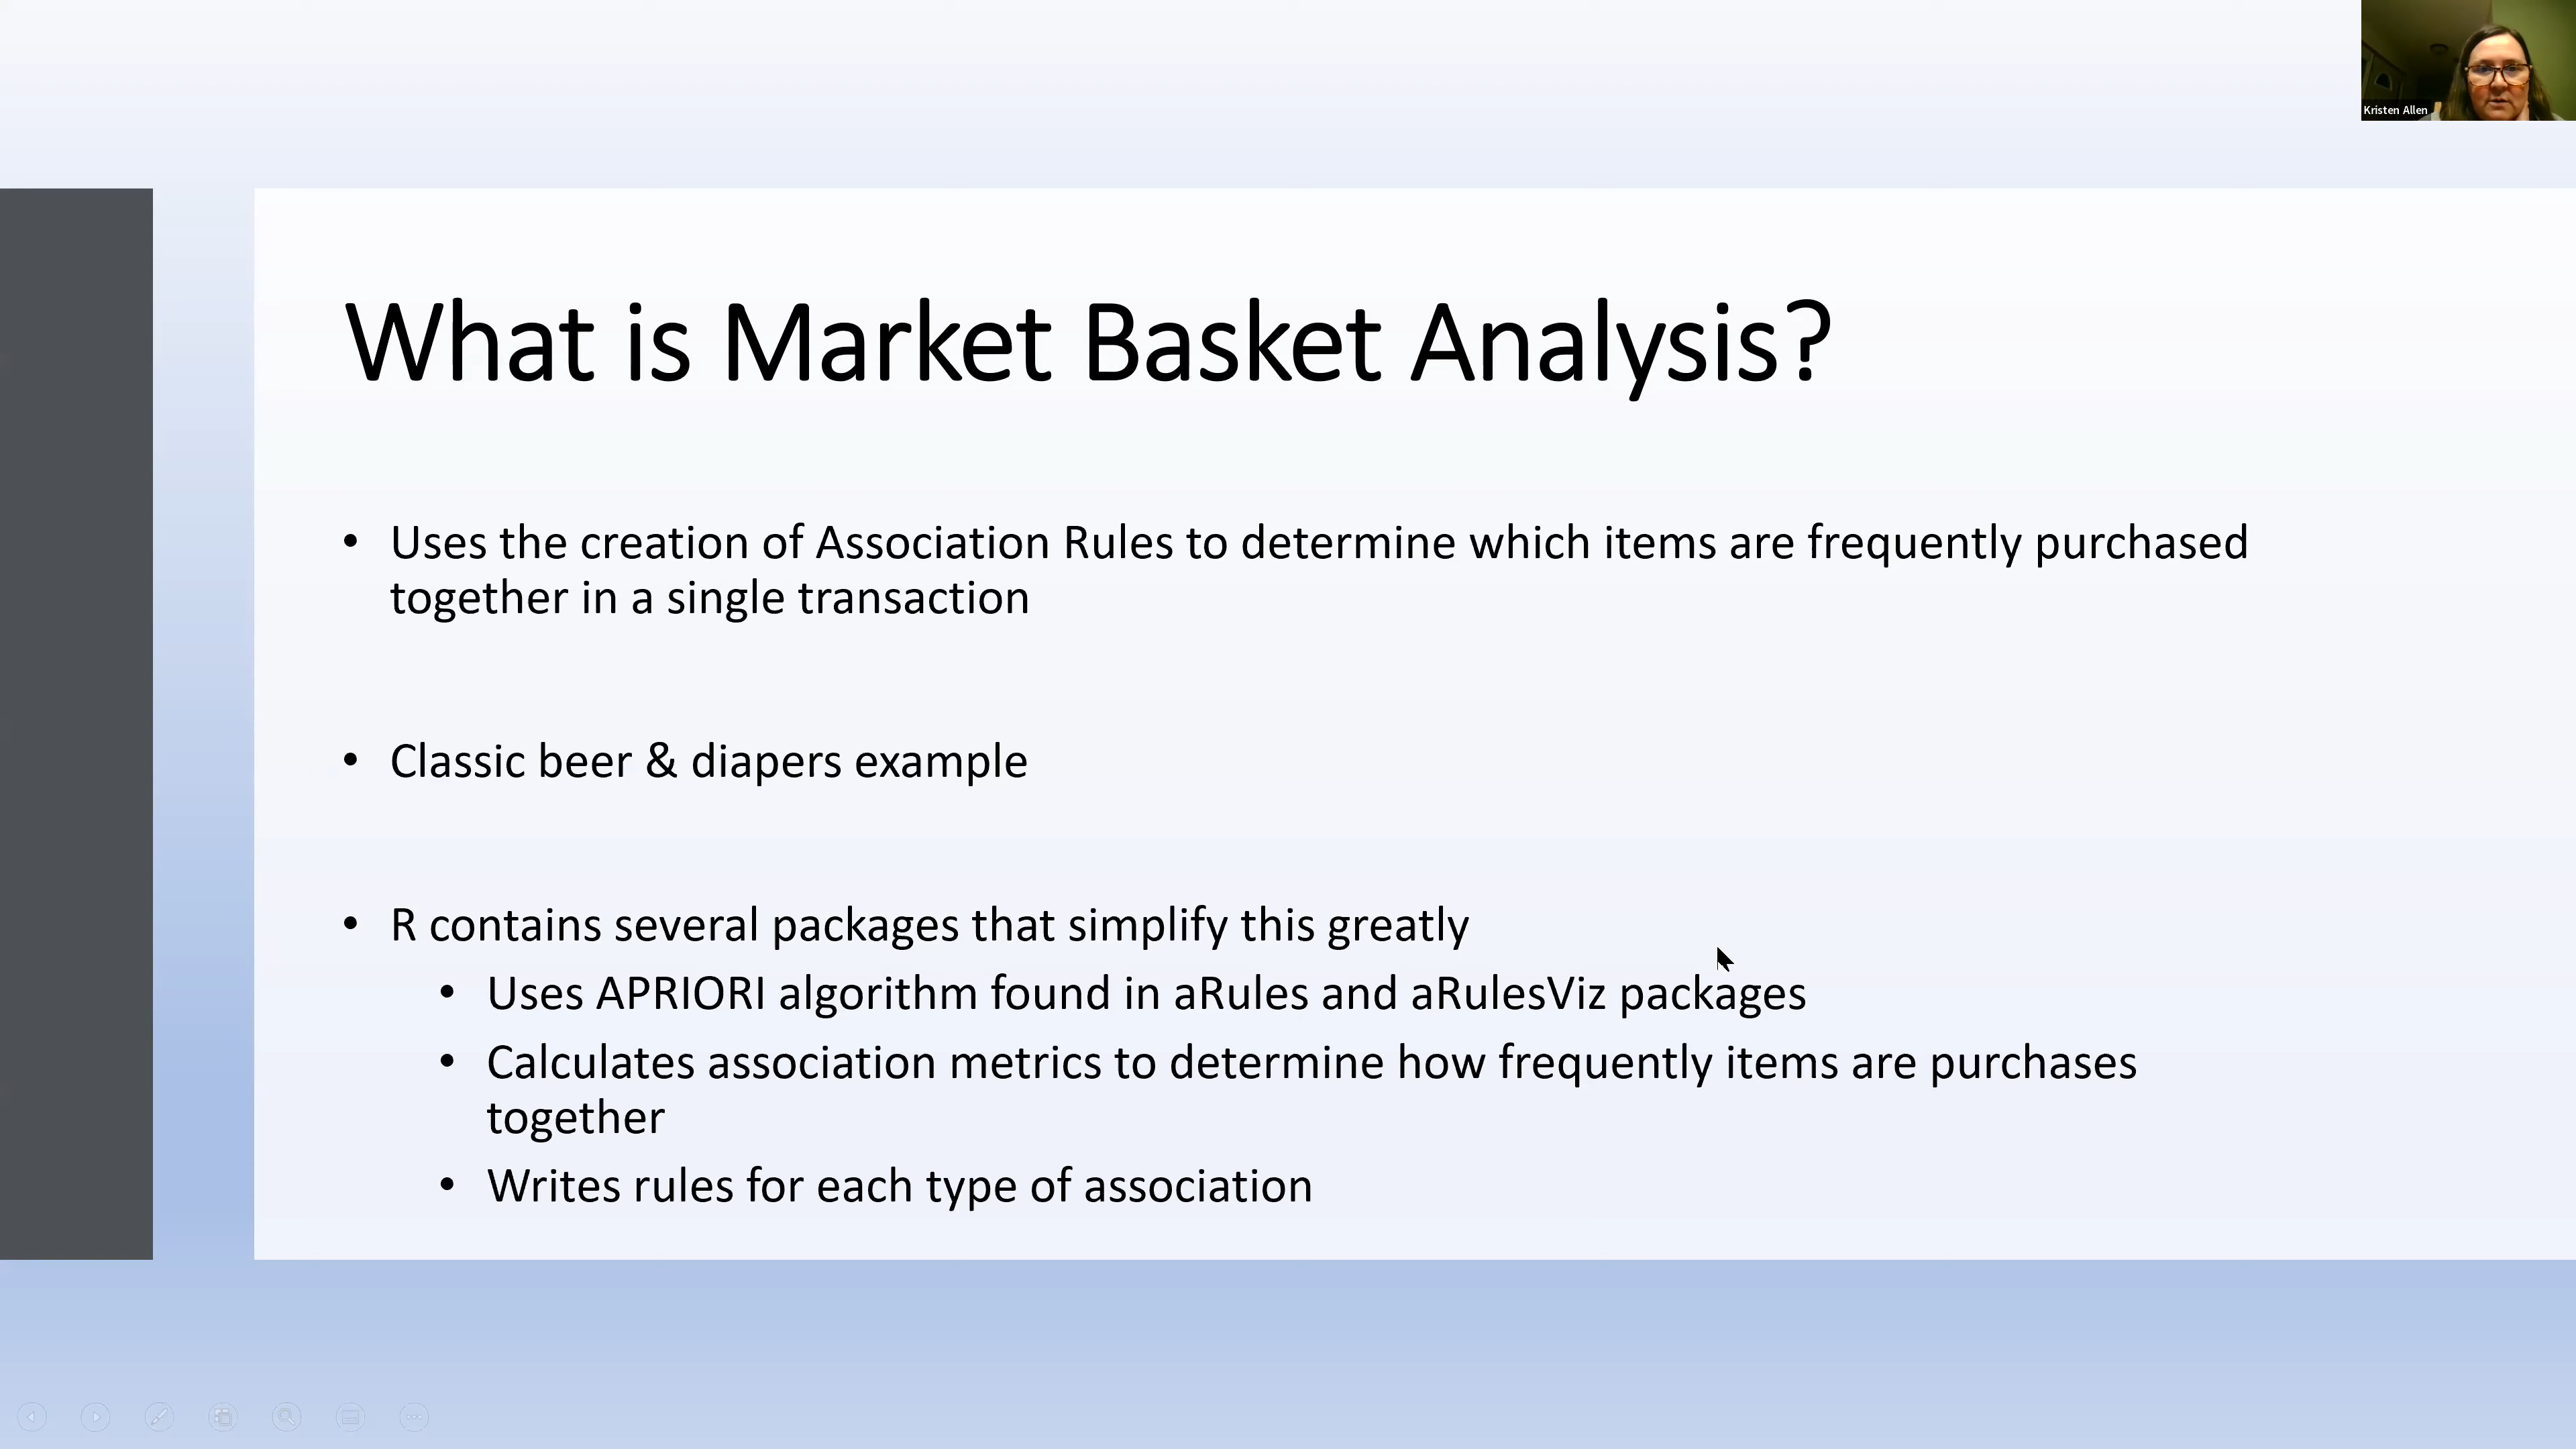 Kristen Allen
What is Market Basket Analysis?
• Uses the creation of Association Rules to determine which items are frequently purchased
together in a single transaction
• Classic beer & diapers example
• R contains several packages that simplify this greatly
• Uses APRIORI algorithm found in aRules and aRulesViz packages
• Calculates association metrics to determine how frequently items are purchases
together
• Writes rules for each type of association